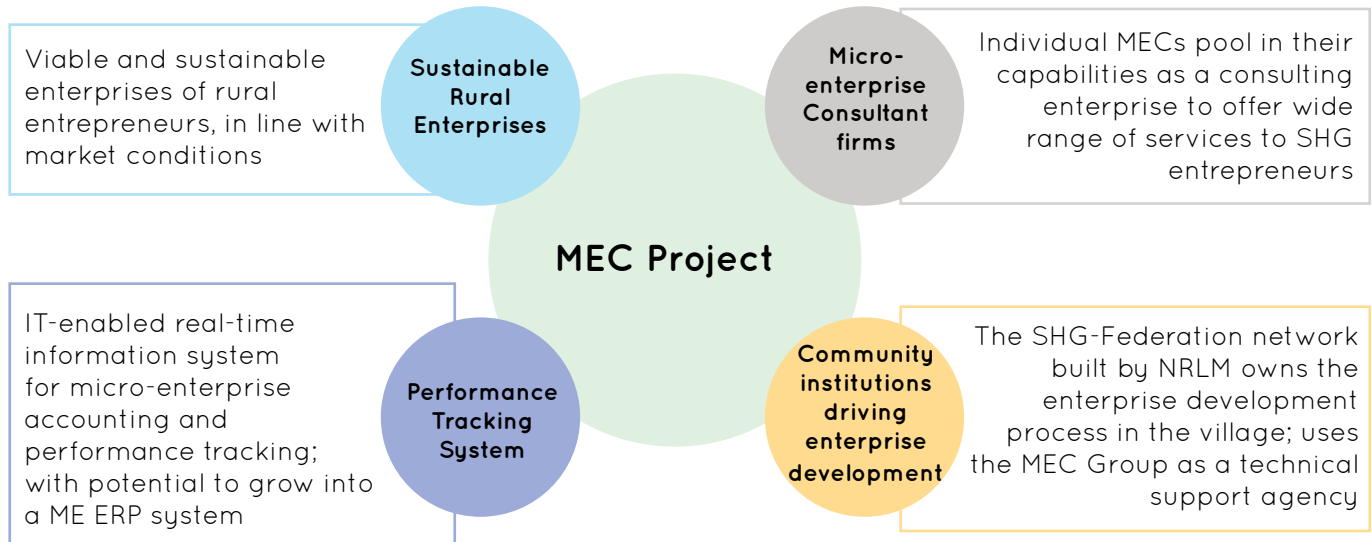 Viable and sustainable
enterprises of rural
entrepreneurs, in line with
market conditions
Sustainable
Rural
Enterprises
Micro-
enterprise
Consultant
firms
Individual MECs pool in their
capabilities as a consulting
enterprise to offer wide
range of services to SHG
entrepreneurs
MEC Project
IT-enabled real-time
information system
for micro-enterprise
accounting and
performance tracking;
with potential to grow into
a ME ERP system
Performance
Tracking
System
Community
institutions
driving
enterprise
development
The SHG-Federation network
built by NRLM owns the
enterprise development
process in the village; uses
the MEC Group as a technical
support agency